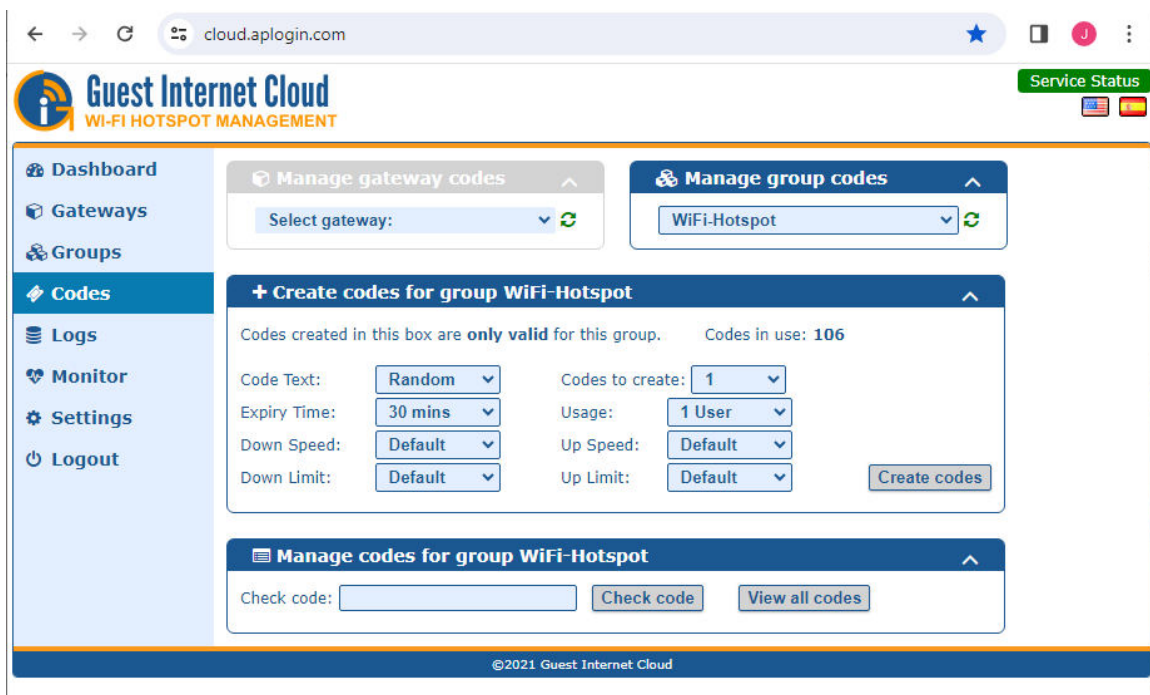 cloud.aplogin.com
J
Guest Internet Cloud
WI-FI HOTSPOT MANAGEMENT
Service Status
Dashboard
Gateways
Groups
Codes
Logs
Monitor
Settings
Logout
Manage gateway codes
Select gateway:
Manage group codes
WiFi-Hotspot
+ Create codes for group WiFi-Hotspot
Codes created in this box are only valid for this group. Codes in use: 106
Code Text: Random Codes to create: 1
Expiry Time: 30 mins Usage: 1 User
Down Speed: Default Up Speed: Default
Down Limit: Default Up Limit: Default Create codes
Manage codes for group WiFi-Hotspot
Check code: Check code View all codes
©2021 Guest Internet Cloud